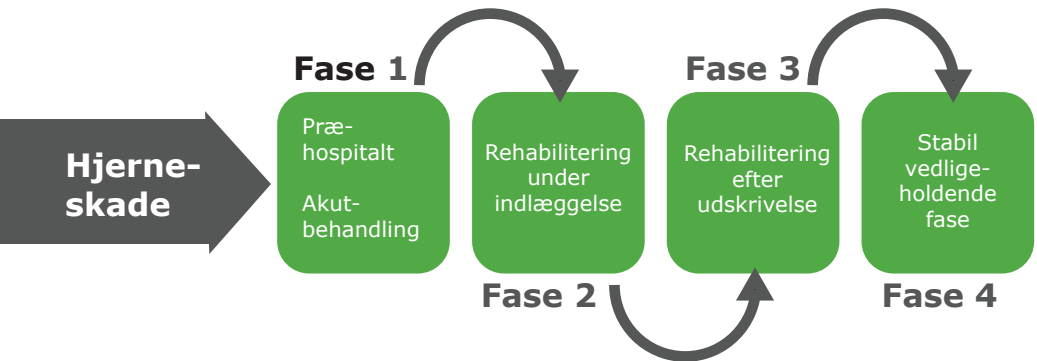 Hjerne-
skade
Fase 1
Præ-
hospitalt
Akut-
behandling
Rehabilitering
under
indlæggelse
Fase 2
Fase 3
Rehabilitering
efter
udskrivelse
Stabil
vedlige-
holdende
fase
Fase 4